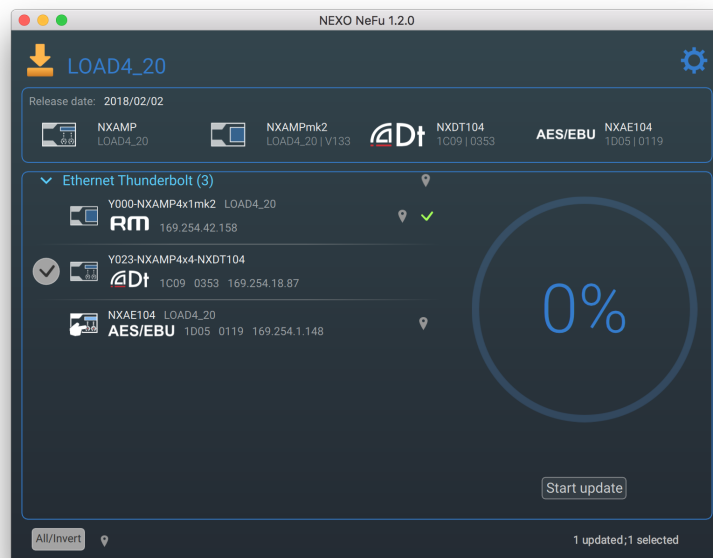 NEXO NeFu 1.2.0
LOAD4_20
Release date: 2018/02/02
NXAMP
LOAD4_20
NXAMPmk2
LOAD4_20 | V133
Dt
NXDT104
1C09 | 0353
AES/EBU
NXAE104
1D05 | 0119
Ethernet Thunderbolt (3)
Y000-NXAMP4x1mk2 LOAD4_20
RM 169.254.42.158
Y023-NXAMP4x4-NXDT104
Dt 1C09 0353 169.254.18.87
NXAE104 LOAD4_20
AES/EBU 1D05 0119 169.254.1.148
0%
Start update
All/Invert
1 updated;1 selected